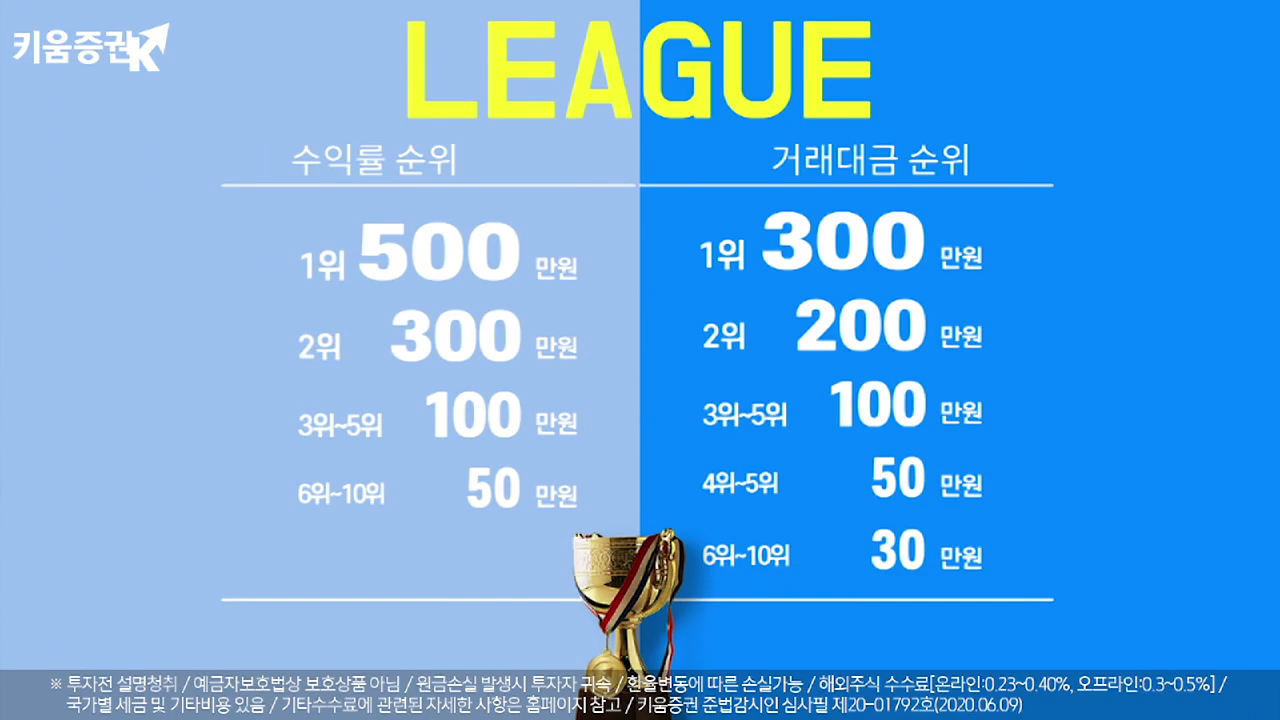 키움증권K
LEAGUE
수익률 순위
1위 500 만원
2위 300 만원
3위~5위 100 만원
6위~10위 50 만원
거래대금 순위
1위 300 만원
2위 200 만원
3위~5위 100 만원
4위~5위 50 만원
6위~10위 30 만원
※ 투자전 설명청취 / 예금자보호법상 보호상품 아님 / 원금손실 발생시 투자자 귀속 / 환율변동에 따른 손실가능 / 해외주식 수수료[온라인:0.23~0.40%, 오프라인:0.3~0.5%] /
국가별 세금 및 기타비용 있음 / 기타수수료에 관련된 자세한 사항은 홈페이지 참고 / 키움증권 준법감시인 심사필 제20-01792호(2020.06.09)